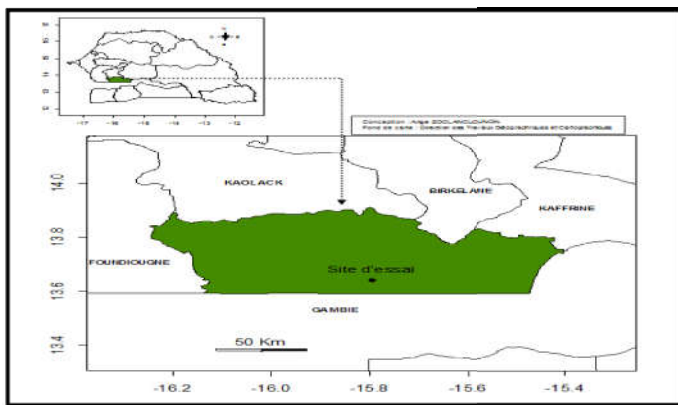 -17 -16 -15 -14 -13 -12
Conception : Ange ZOCLANCLOUNON
Fond de carte : Direction des Travaux Géographiques et Cartographiques
14.0
13.8
13.6
13.4
KAOLACK
BIRKELANE
KAFFRINE
FOUNDIOUGNE
Site d'essai
GAMBIE
50 Km
-16.2 -16.0 -15.8 -15.6 -15.4